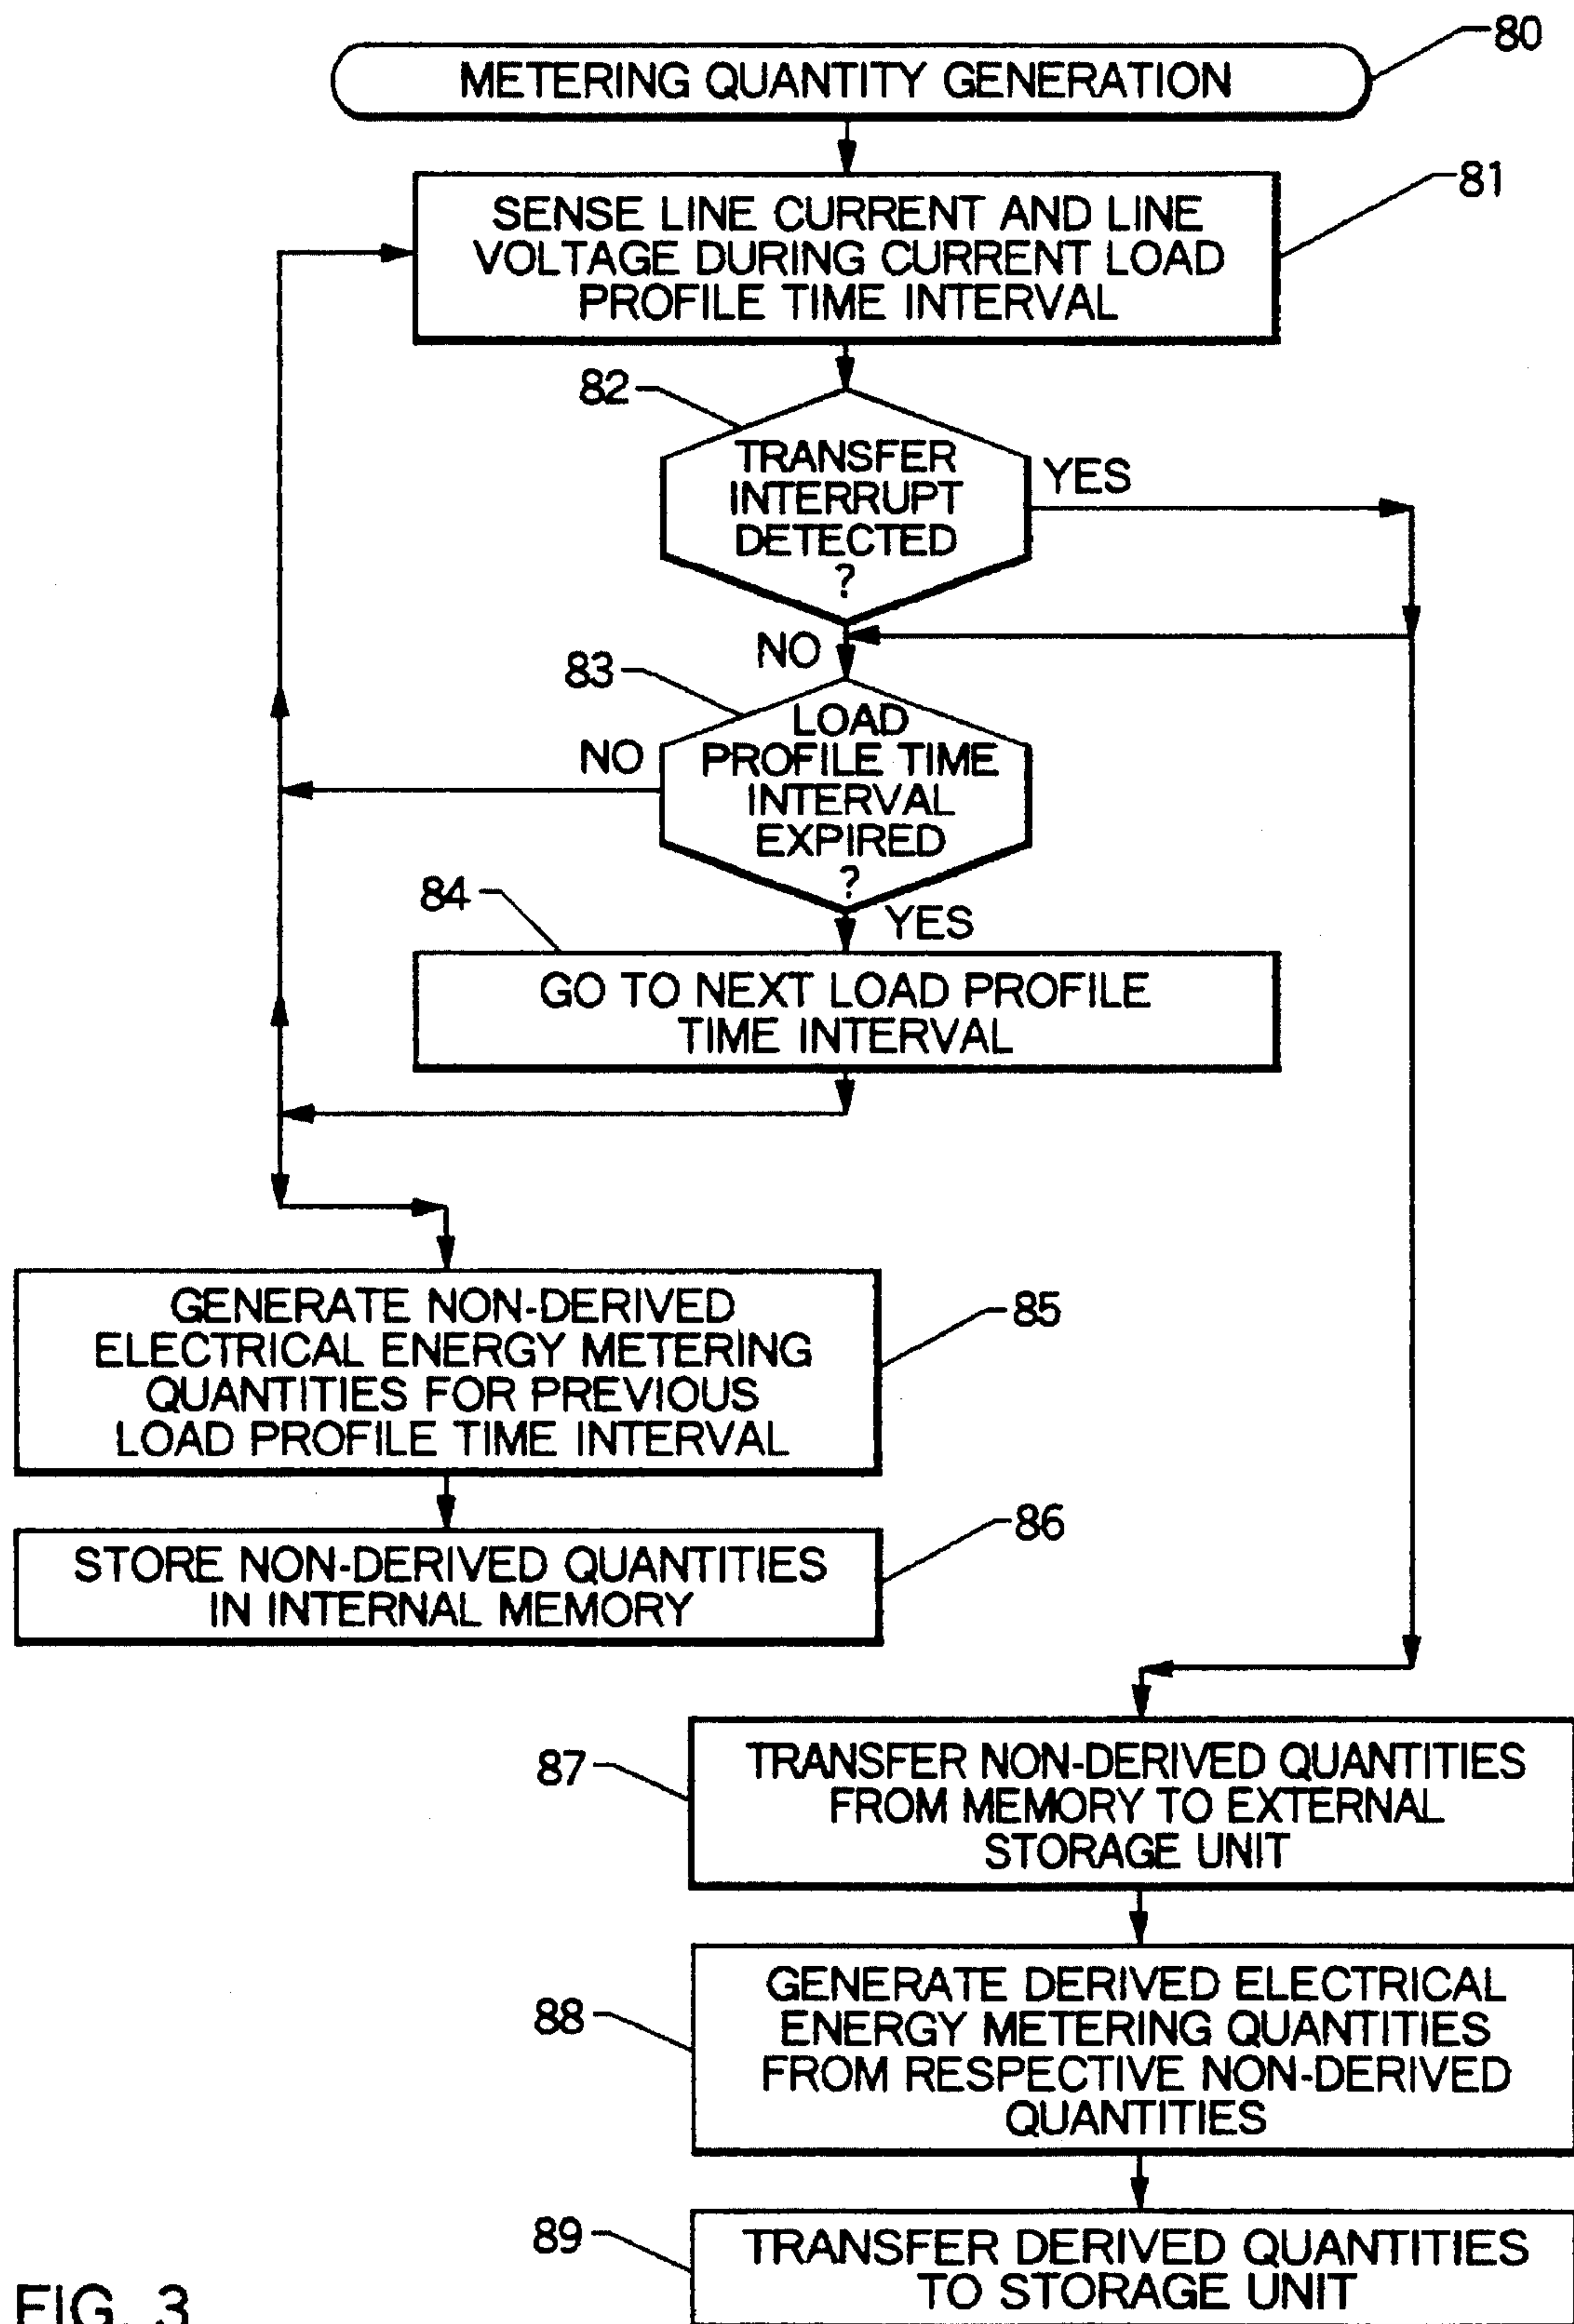 80
METERING QUANTITY GENERATION
81
SENSE LINE CURRENT AND LINE
VOLTAGE DURING CURRENT LOAD
PROFILE TIME INTERVAL
82
TRANSFER
INTERRUPT
DETECTED
?
YES
NO
83
LOAD
PROFILE TIME
INTERVAL
EXPIRED
?
NO
YES
84
GO TO NEXT LOAD PROFILE
TIME INTERVAL
GENERATE NON-DERIVED
ELECTRICAL ENERGY METERING
QUANTITIES FOR PREVIOUS
LOAD PROFILE TIME INTERVAL
85
STORE NON-DERIVED QUANTITIES
IN INTERNAL MEMORY
86
87
TRANSFER NON-DERIVED QUANTITIES
FROM MEMORY TO EXTERNAL
STORAGE UNIT
88
GENERATE DERIVED ELECTRICAL
ENERGY METERING QUANTITIES
FROM RESPECTIVE NON-DERIVED
QUANTITIES
89
TRANSFER DERIVED QUANTITIES
TO STORAGE UNIT
FIG. 3